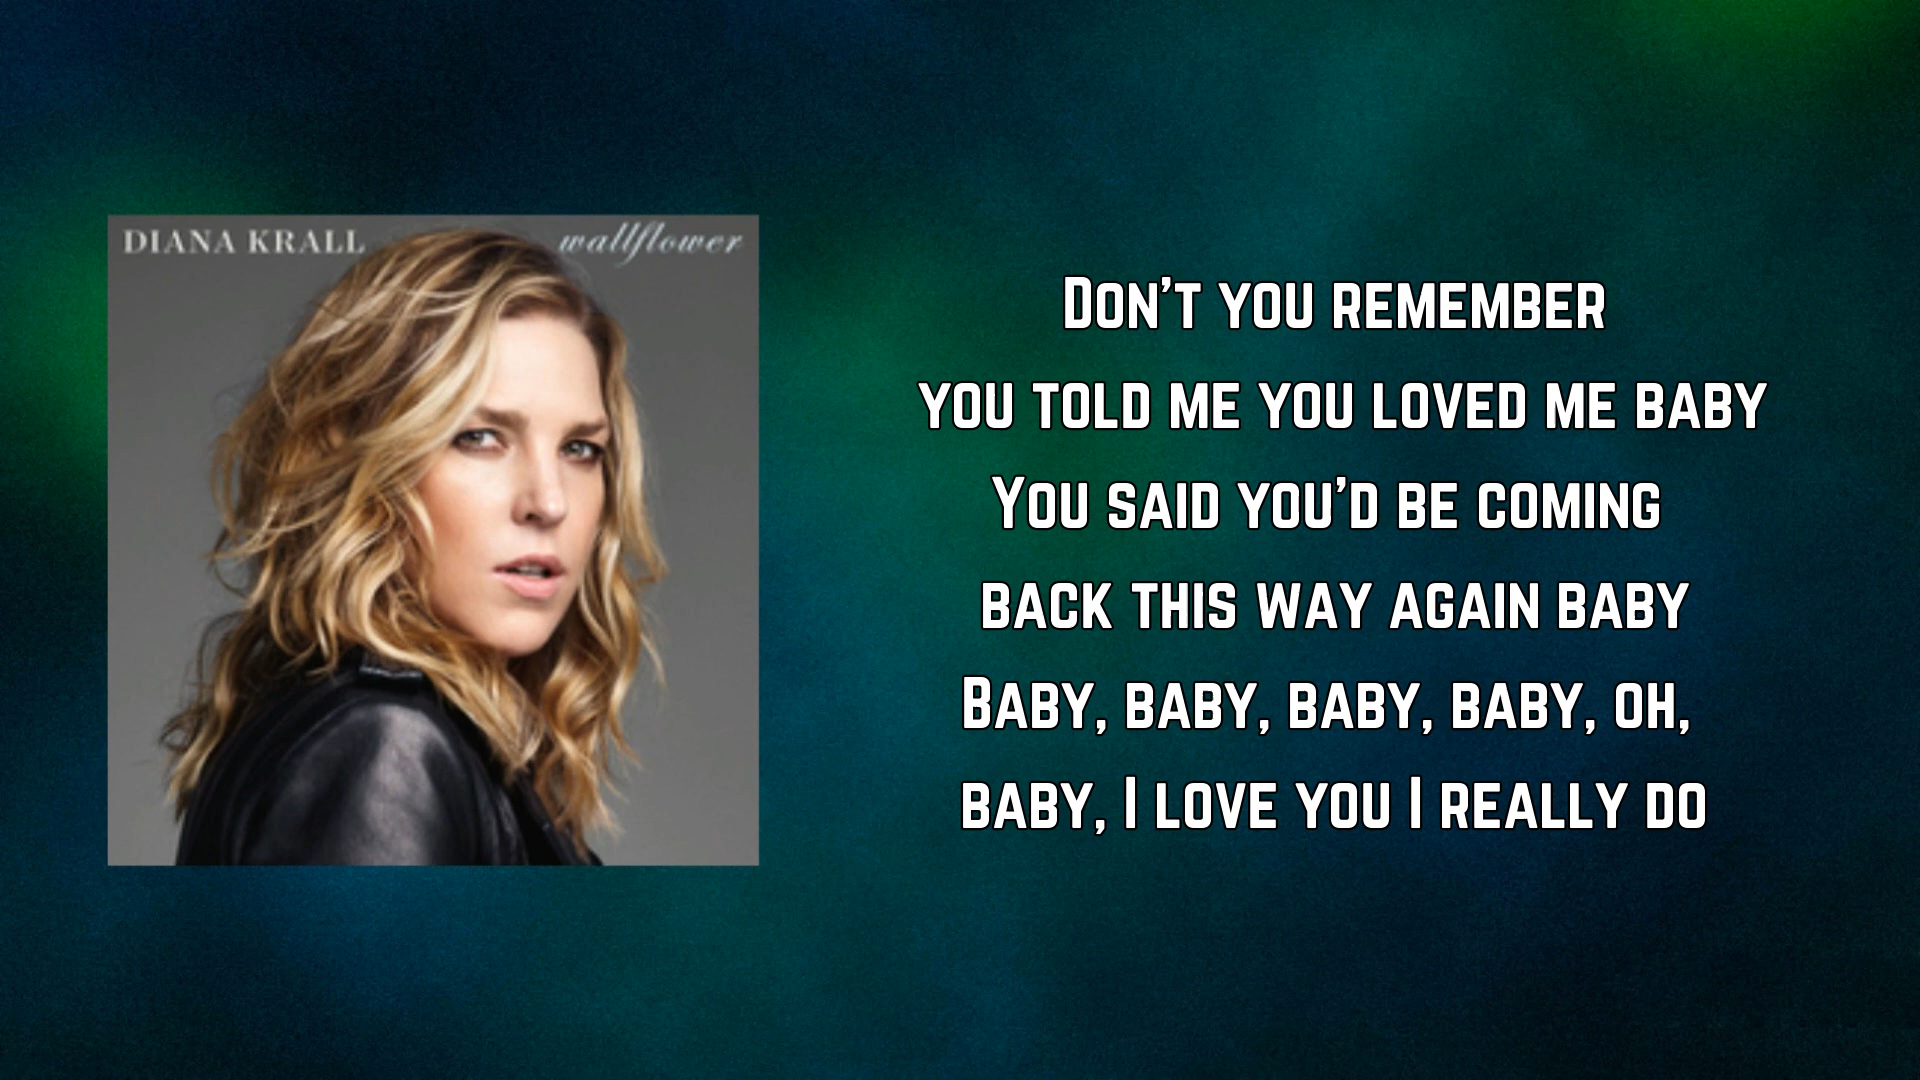 DIANA KRALL wallflower
Don't you remember
you told me you loved me baby
You said you'd be coming
back this way again baby
Baby, baby, baby, baby, oh,
baby, I love you I really do